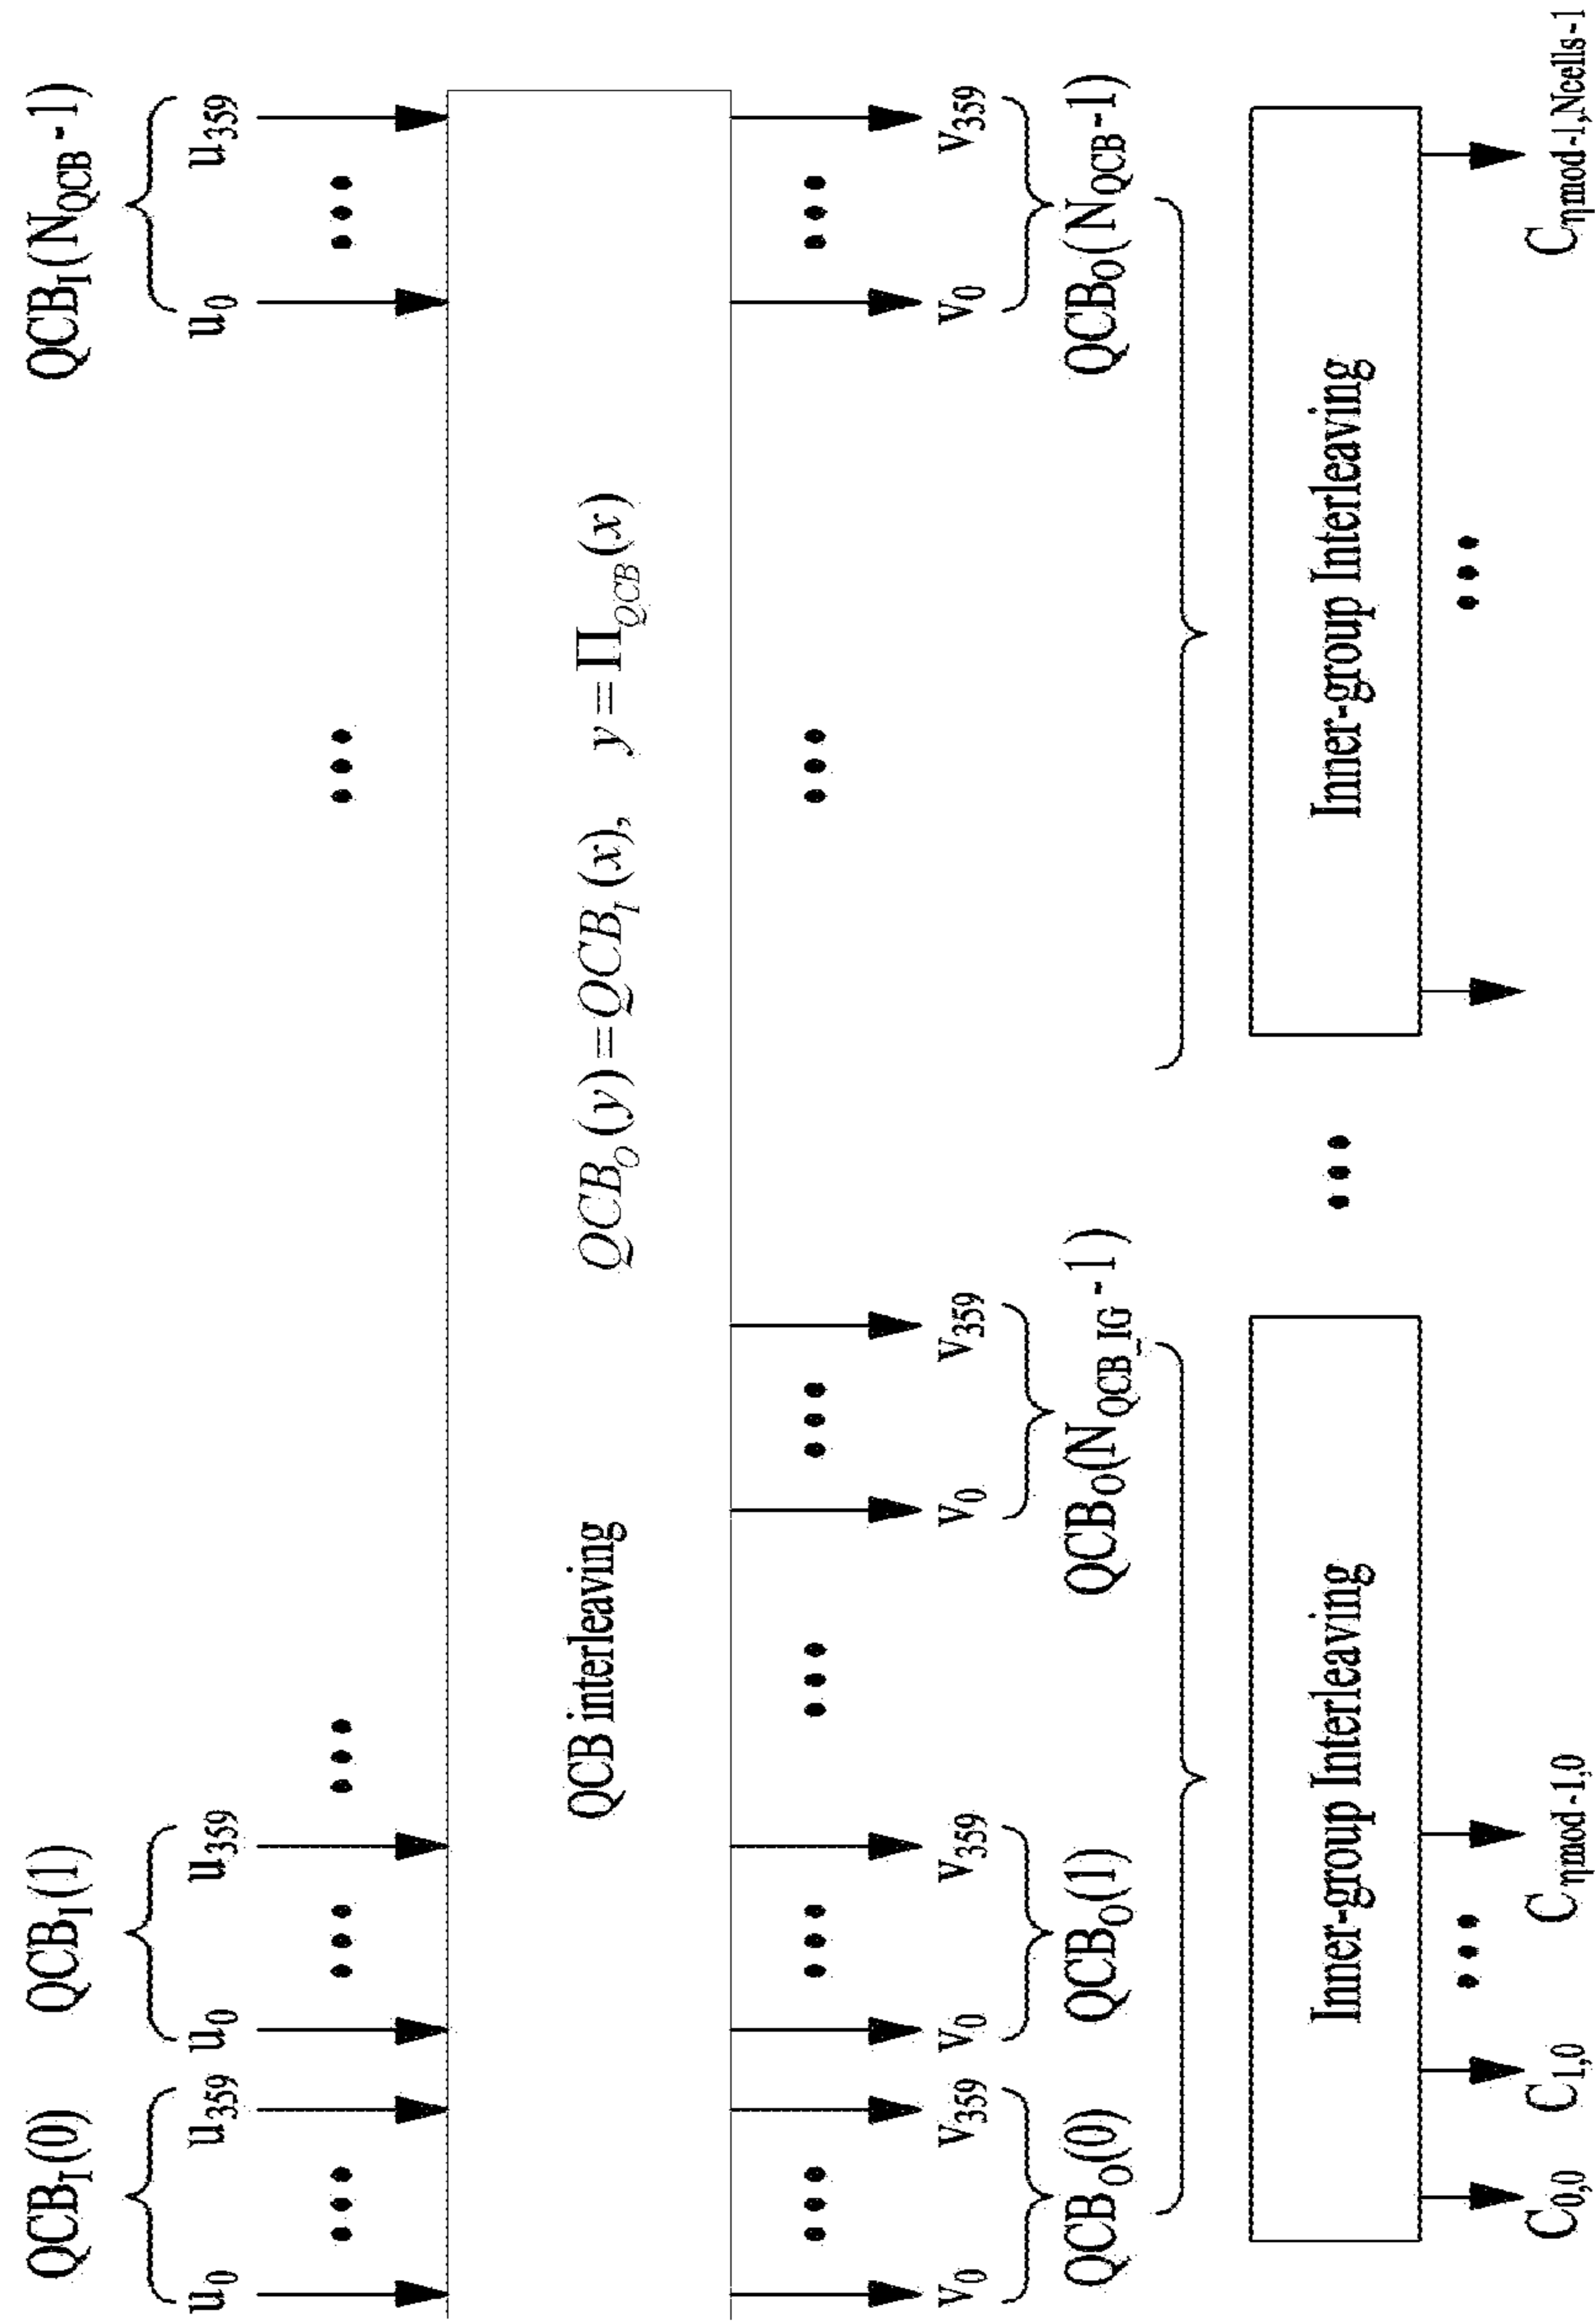 QCB_I(0) QCB_I(1) QCB_I(N_QCB -1)
u_0 u_359 u_0 u_359 u_0 u_359
QCB interleaving QCB_O(y)=QCB_I(x), y=Π_QCB(x)
v_0 v_359 v_0 v_359 v_0 v_359 v_0 v_359
QCB_O(0) QCB_O(1) QCB_O(N_QCB_IG -1) QCB_O(N_QCB-1)
Inner-group Interleaving Inner-group Interleaving
C_0,0 C_1,0 C_ηmod-1,0 C_ηmod-1,Ncells-1